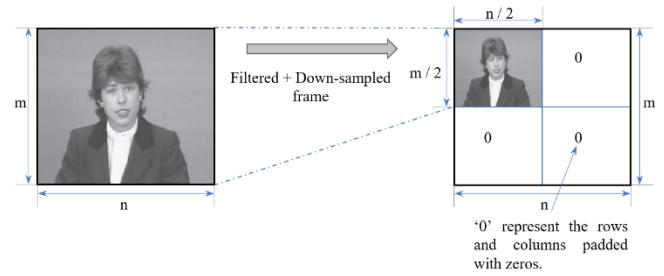 n / 2
m
Filtered + Down-sampled
frame
m / 2
0
0
0
m
n
n
‘0’ represent the rows
and columns padded
with zeros.